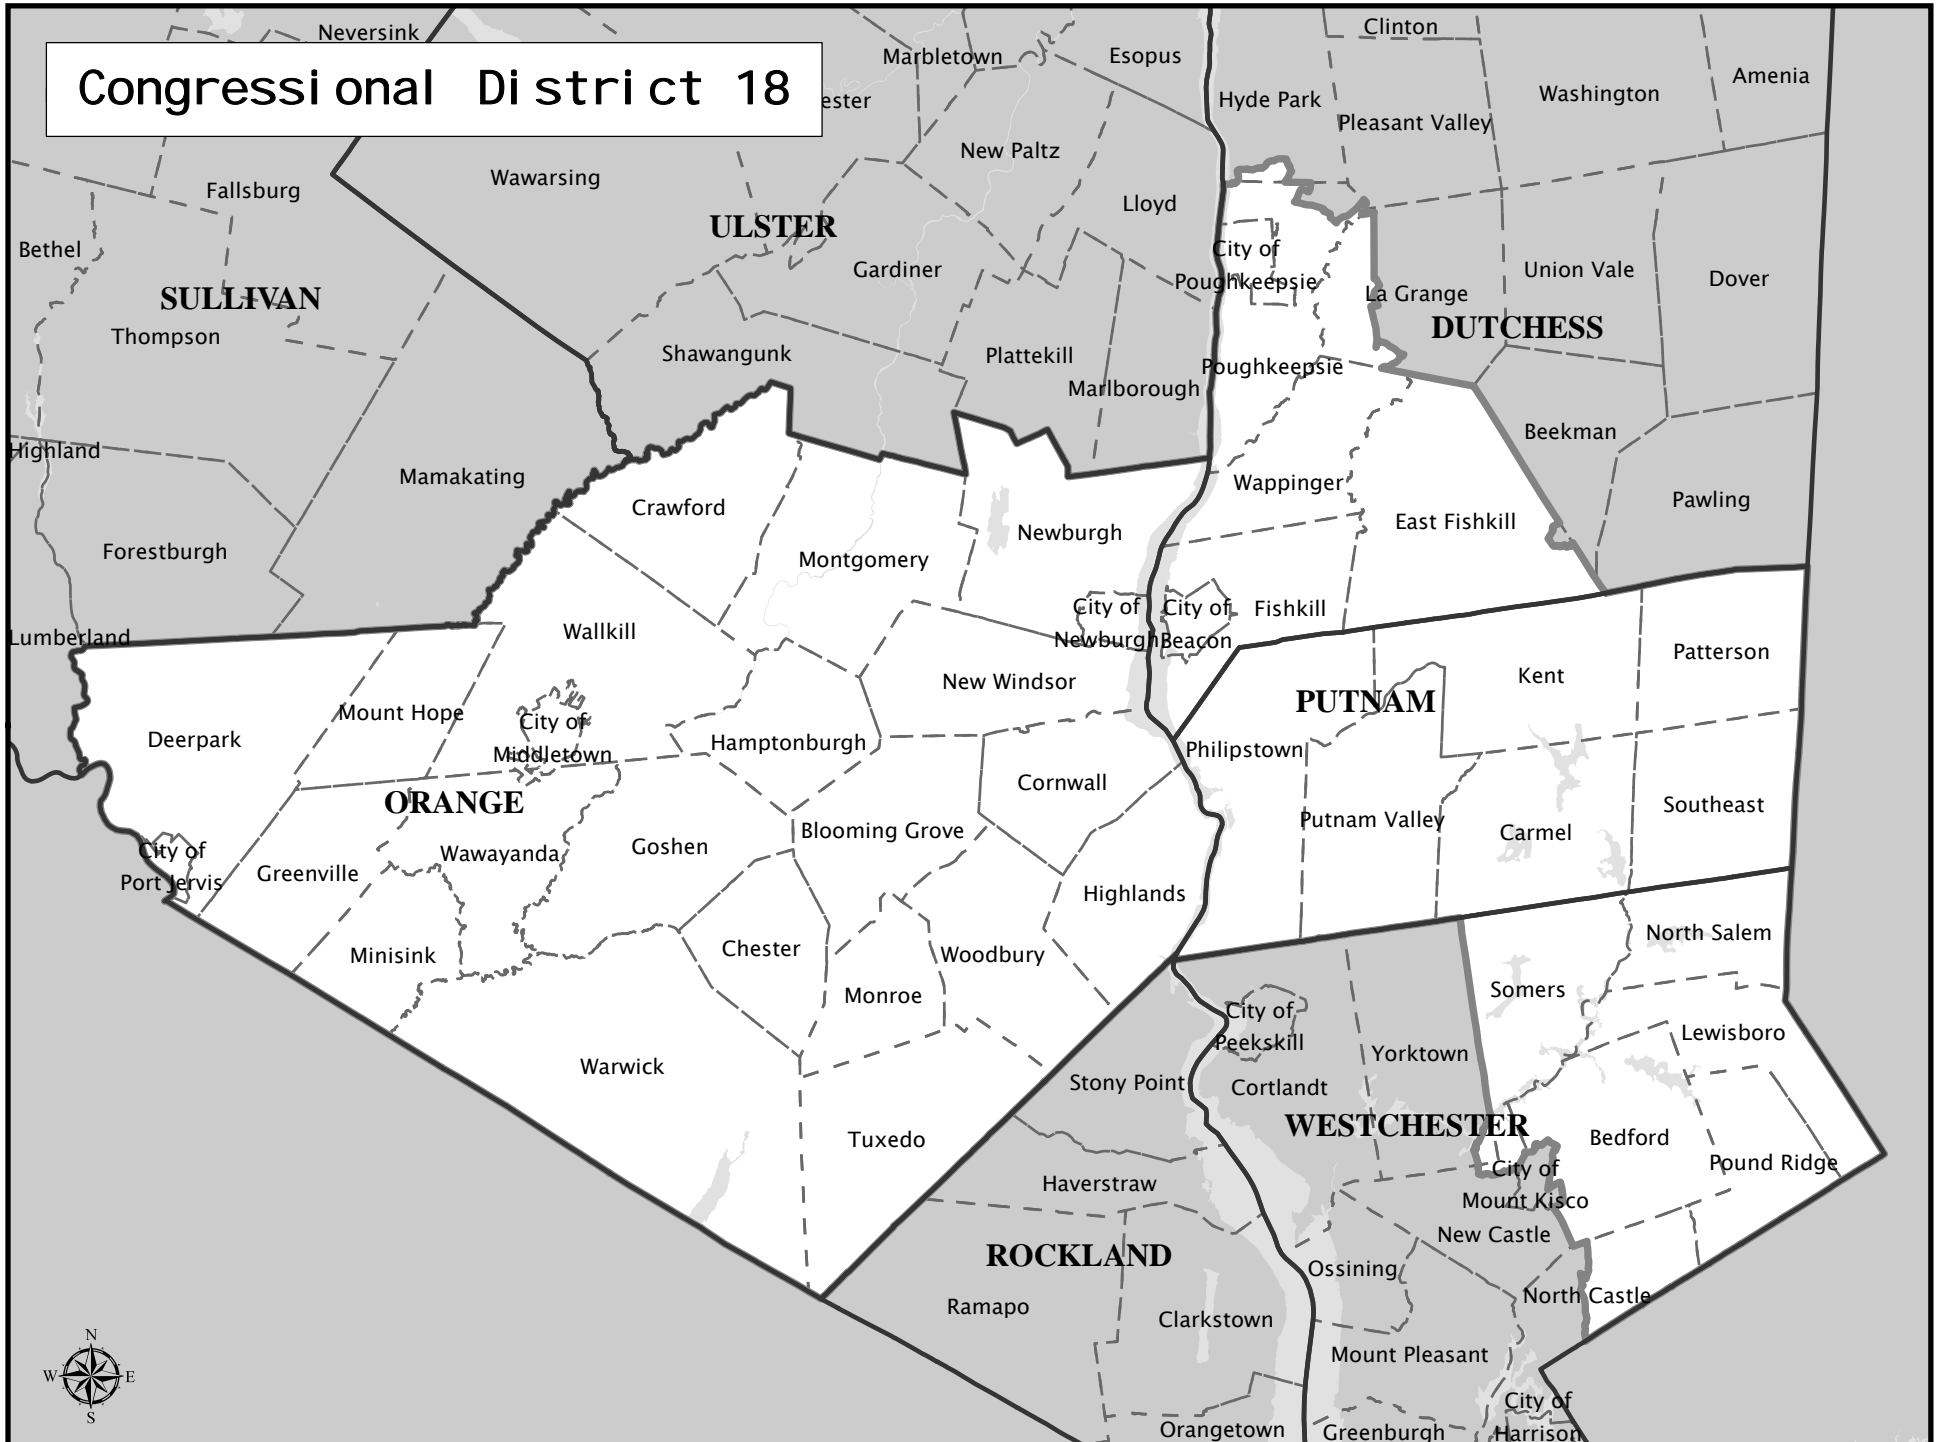 Neversink
Clinton
Marbletown
Esopus
Amenia
Congressional District 18
ester
Hyde Park
Washington
Pleasant Valley
New Paltz
Wawarsing
Fallsburg
Lloyd
ULSTER
Bethel
City of
Poughkeepsie
Gardiner
Union Vale
Dover
La Grange
SULLIVAN
DUTCHESS
Thompson
Shawangunk
Plattekill
Poughkeepsie
Marlborough
Beekman
Highland
Mamakating
Wappinger
Pawling
Crawford
East Fishkill
Newburgh
Forestburgh
Montgomery
City of
Newburgh
City of
Beacon
Fishkill
Lumberland
Wallkill
Patterson
Kent
New Windsor
PUTNAM
Mount Hope
City of
Middletown
Deerpark
Hamptonburgh
Philipstown
Cornwall
ORANGE
Southeast
Putnam Valley
Blooming Grove
Carmel
Goshen
Wawayanda
City of
Port Jervis
Greenville
Highlands
North Salem
Chester
Woodbury
Minisink
Somers
Monroe
City of
Peekskill
Lewisboro
Yorktown
Warwick
Stony Point
Cortlandt
WESTCHESTER
Tuxedo
Bedford
Pound Ridge
City of
Mount Kisco
Haverstraw
New Castle
ROCKLAND
Ossining
North Castle
Ramapo
Clarkstown
Mount Pleasant
N
W
E
S
City of
Harrison
Orangetown
Greenburgh